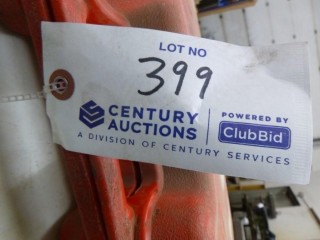 LOT NO
399
CENTURY AUCTIONS
A DIVISION OF CENTURY SERVICES
POWERED BY
ClubBid